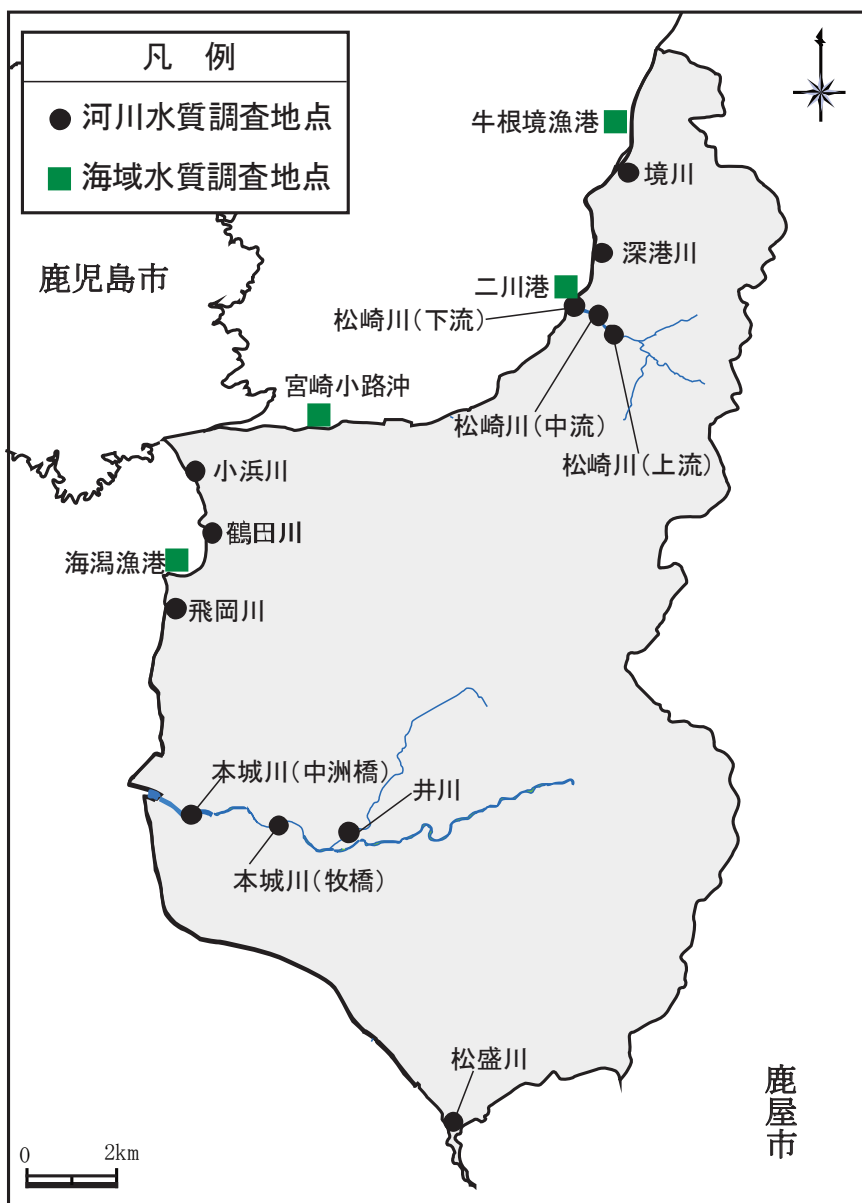 凡 例
河川水質調査地点
海域水質調査地点
牛根境漁港
境川
深港川
鹿児島市
二川港
松崎川(下流)
宮崎小路沖
松崎川(中流)
松崎川(上流)
小浜川
鶴田川
海潟漁港
飛岡川
本城川(中洲橋)
井川
本城川(牧橋)
松盛川
鹿屋市
0 2km